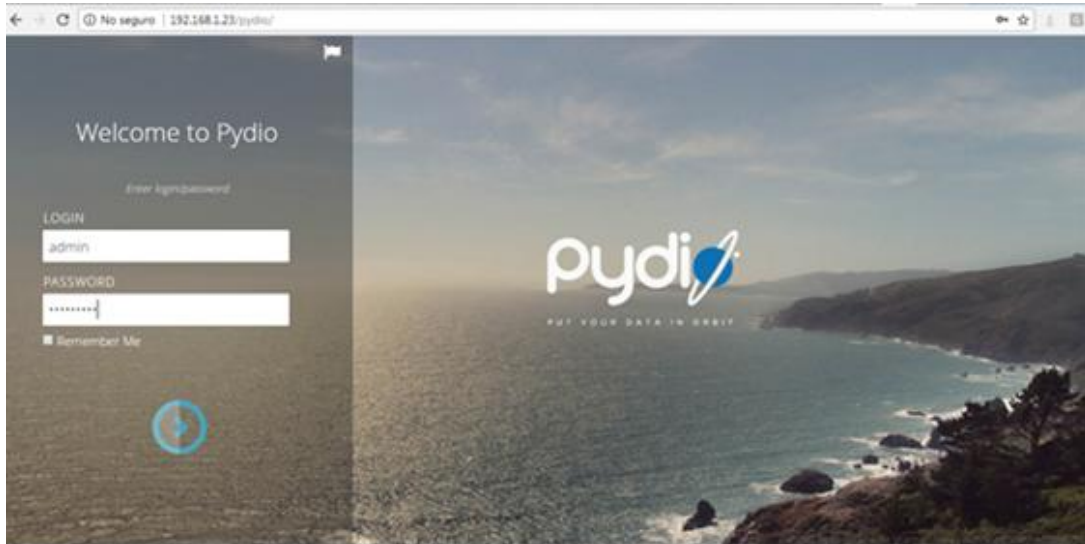 No seguro | 192.168.1.23/pydio/
Welcome to Pydio
Enter login/password
LOGIN
admin
PASSWORD
Remember Me
pydio
PUT YOUR DATA IN ORBIT